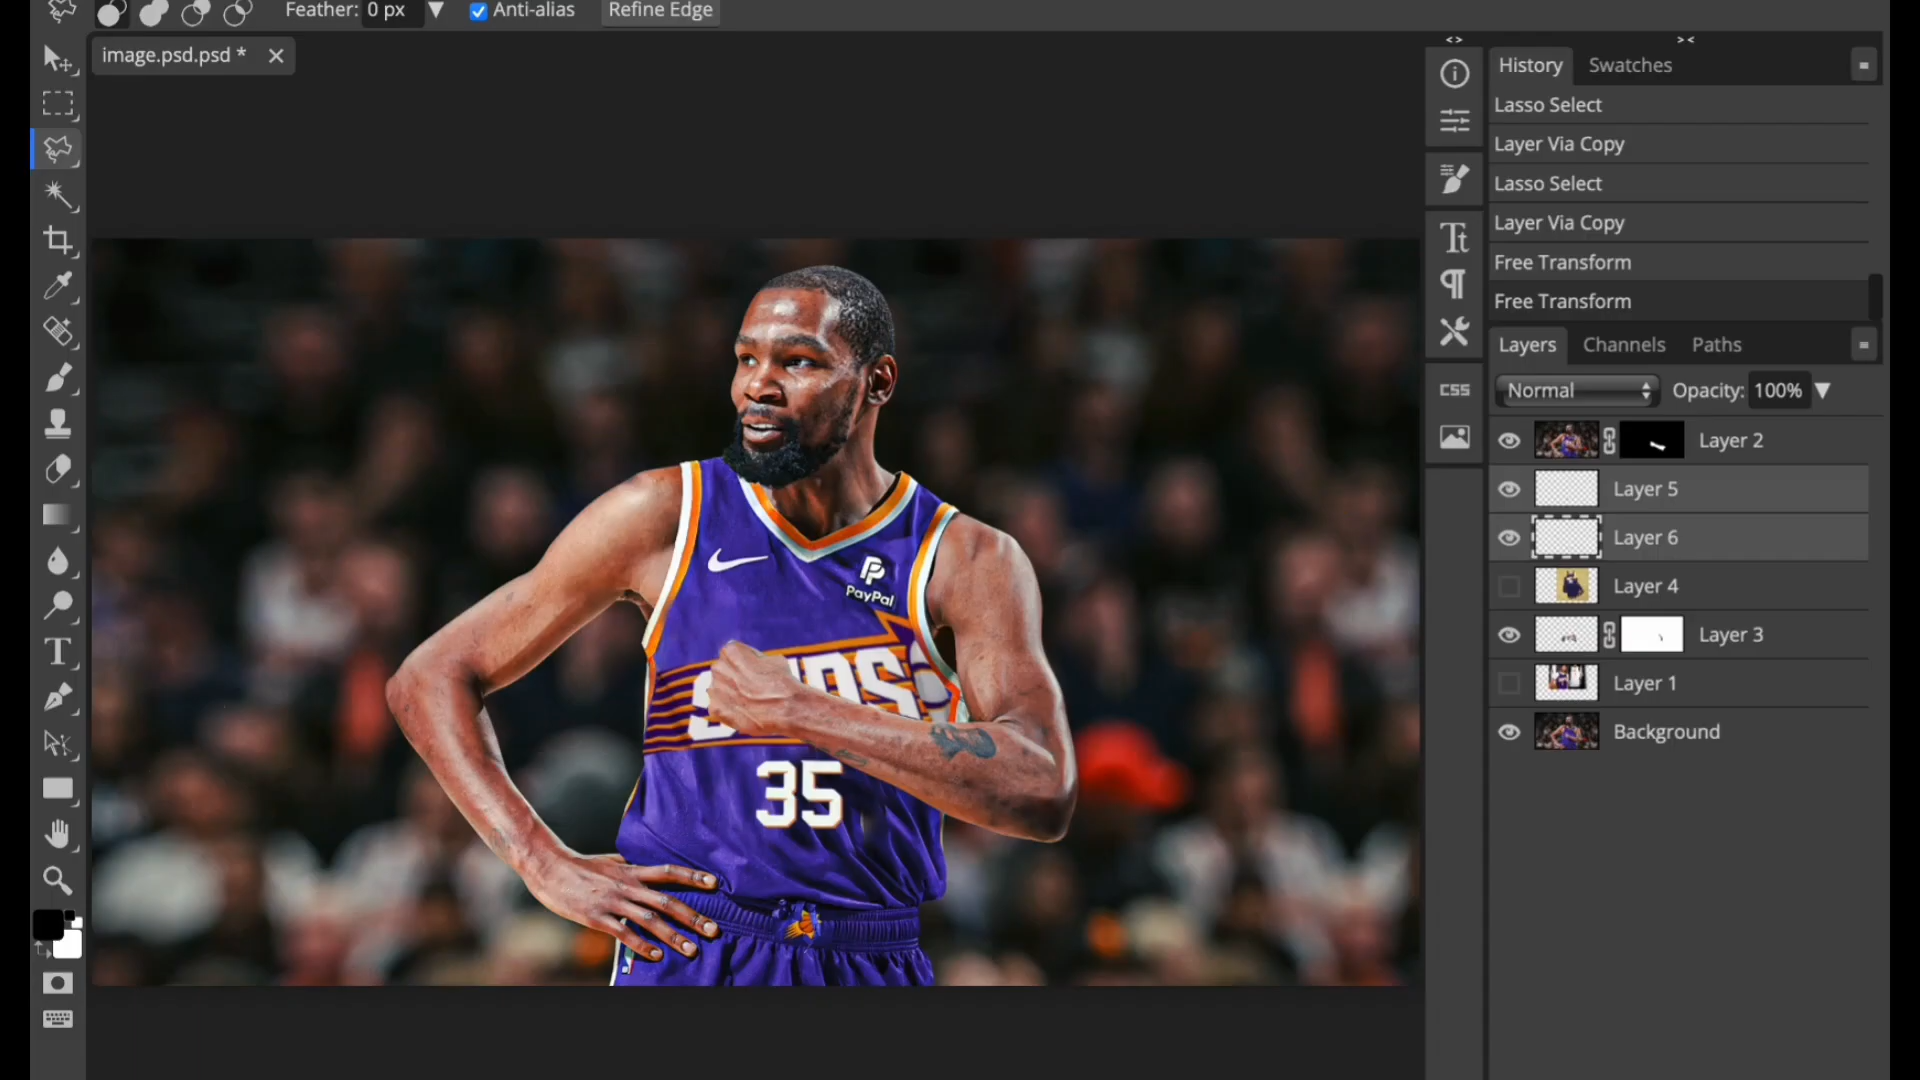 Feather: 0 px ▼ Anti-alias Refine Edge
image.psd.psd * ×
History Swatches
Lasso Select
Layer Via Copy
Lasso Select
Layer Via Copy
Free Transform
Free Transform
Layers Channels Paths
Normal Opacity: 100% ▼
CSS
Layer 2
Layer 5
Layer 6
Layer 4
Layer 3
Layer 1
Background
PayPal
SUNS
35